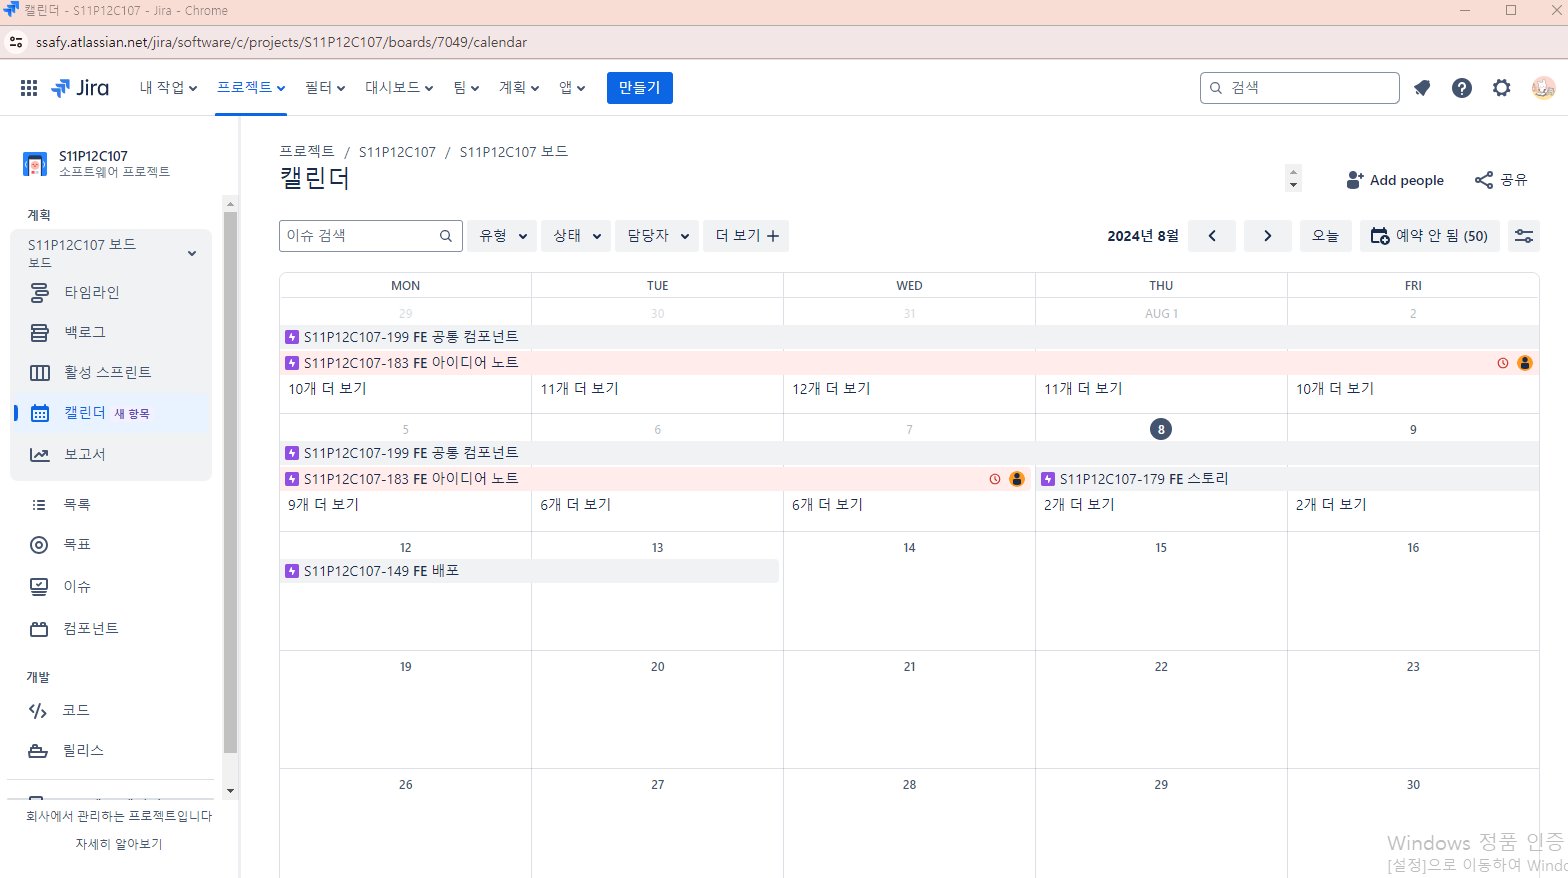 캘린더 - S11P12C107 - Jira - Chrome
ssafy.atlassian.net/jira/software/c/projects/S11P12C107/boards/7049/calendar
Jira 내 작업 프로젝트 필터 대시보드 팀 계획 앱 만들기 검색
S11P12C107
소프트웨어 프로젝트
계획
S11P12C107 보드
보드
타임라인
백로그
활성 스프린트
캘린더 새 항목
보고서
목록
목표
이슈
컴포넌트
개발
코드
릴리스
회사에서 관리하는 프로젝트입니다
자세히 알아보기
프로젝트 / S11P12C107 / S11P12C107 보드
캘린더
Add people 공유
이슈 검색 유형 상태 담당자 더 보기 2024년 8월 오늘 예약 안 됨 (50)
MON TUE WED THU FRI
29 30 31 AUG 1 2
S11P12C107-199 FE 공통 컴포넌트
S11P12C107-183 FE 아이디어 노트
10개 더 보기 11개 더 보기 12개 더 보기 11개 더 보기 10개 더 보기
5 6 7 8 9
S11P12C107-199 FE 공통 컴포넌트
S11P12C107-183 FE 아이디어 노트 S11P12C107-179 FE 스토리
9개 더 보기 6개 더 보기 6개 더 보기 2개 더 보기 2개 더 보기
12 13 14 15 16
S11P12C107-149 FE 배포
19 20 21 22 23
26 27 28 29 30
Windows 정품 인증
[설정]으로 이동하여 Windo